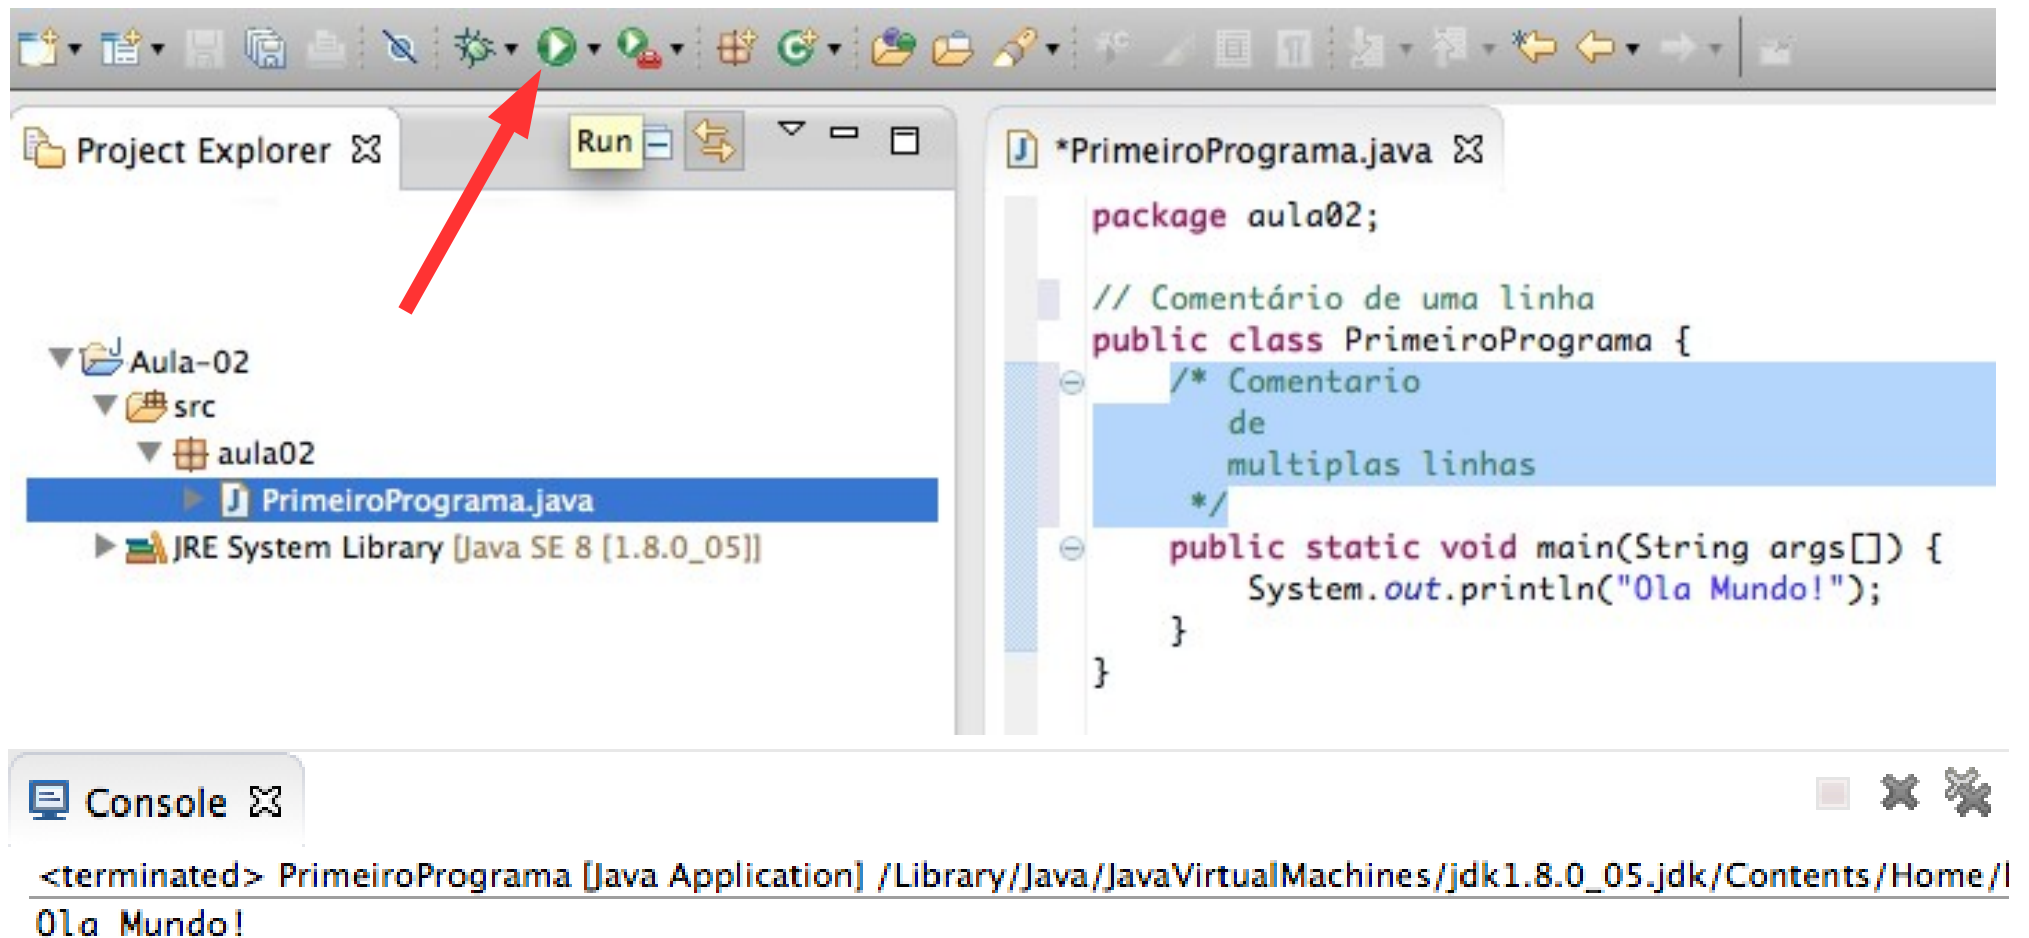 Run
Project Explorer
Aula-02
src
aula02
PrimeiroPrograma.java
JRE System Library [Java SE 8 [1.8.0_05]]
*PrimeiroPrograma.java
package aula02;
// Comentário de uma linha
public class PrimeiroPrograma {
/* Comentario
de
multiplas linhas
*/
public static void main(String args[]) {
System.out.println("Ola Mundo!");
}
}
Console
<terminated> PrimeiroPrograma [Java Application] /Library/Java/JavaVirtualMachines/jdk1.8.0_05.jdk/Contents/Home/
Ola Mundo!